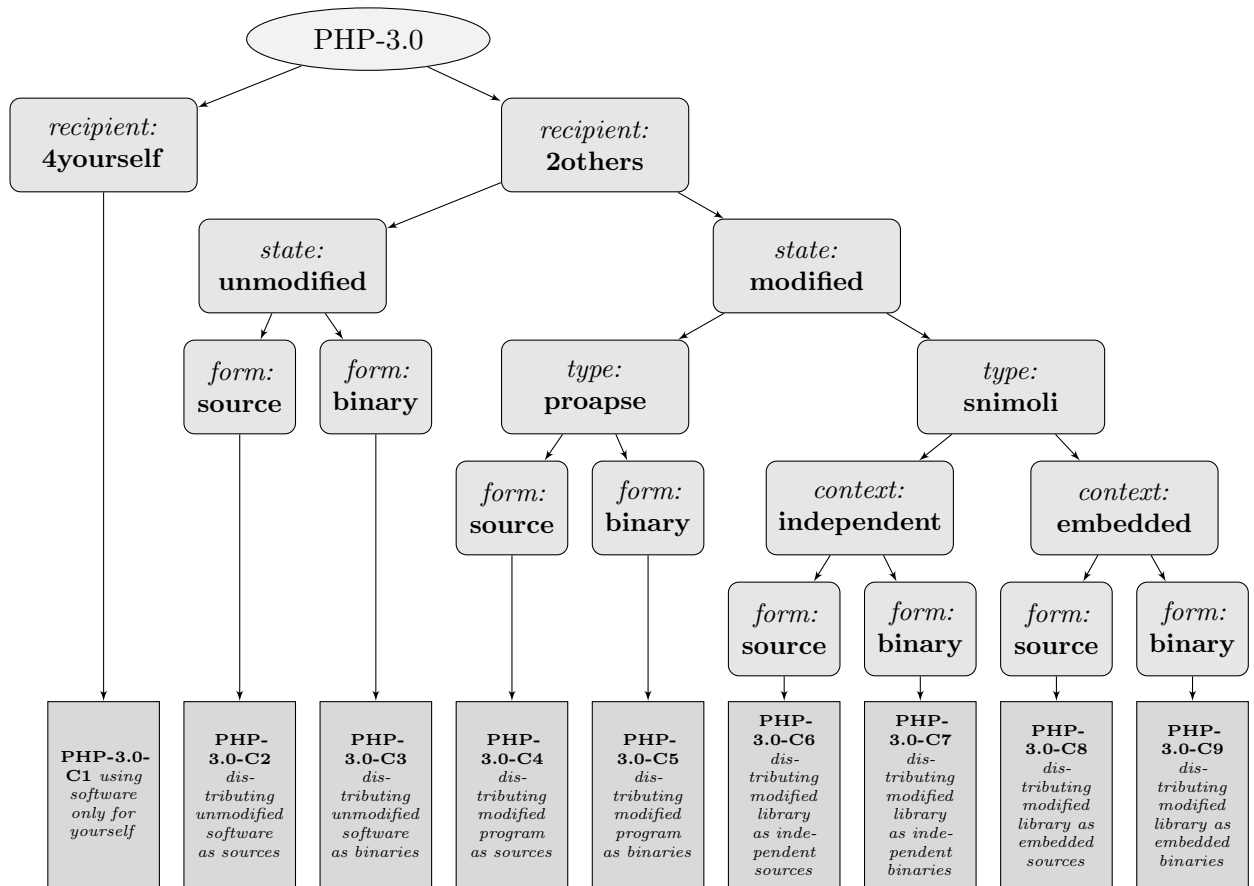 PHP-3.0
recipient:
4yourself
recipient:
2others
state:
unmodified
state:
modified
form:
source
form:
binary
type:
proapse
type:
snimoli
form:
source
form:
binary
context:
independent
context:
embedded
form:
source
form:
binary
form:
source
form:
binary
PHP-3.0-
C1 using
software
only for
yourself
PHP-
3.0-C2
dis-
tributing
unmodified
software
as sources
PHP-
3.0-C3
dis-
tributing
unmodified
software
as binaries
PHP-
3.0-C4
dis-
tributing
modified
program
as sources
PHP-
3.0-C5
dis-
tributing
modified
program
as binaries
PHP-
3.0-C6
dis-
tributing
modified
library
as inde-
pendent
sources
PHP-
3.0-C7
dis-
tributing
modified
library
as inde-
pendent
binaries
PHP-
3.0-C8
dis-
tributing
modified
library as
embedded
sources
PHP-
3.0-C9
dis-
tributing
modified
library as
embedded
binaries